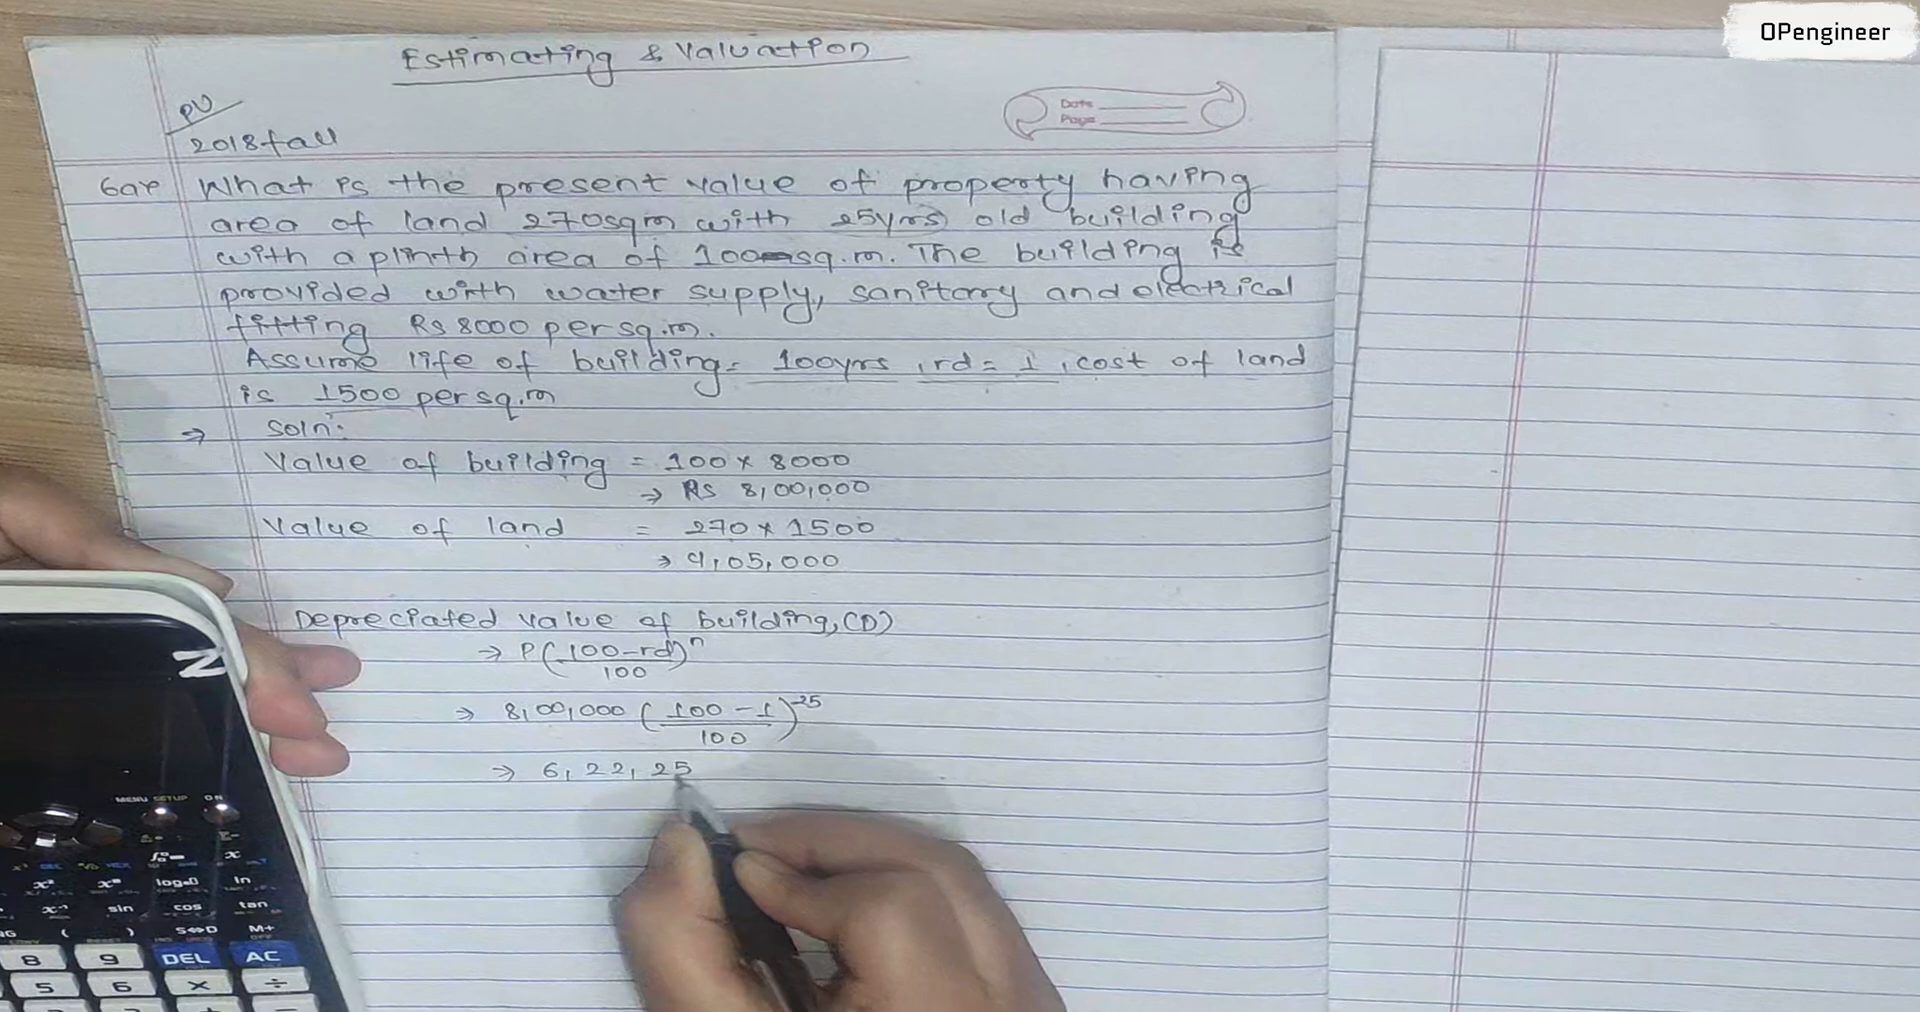 OPengineer
Estimating & Valuation
PU
2018 fall
Date
Page
6a> What is the present value of property having
area of land 270sqm with 25yrs old building
with a plinth area of 100sq.m. The building is
provided with water supply, sanitary and electrical
fitting Rs 8000 per sq.m.
Assume life of building = 100yrs, rd = 1, cost of land
is 1500 per sq.m
→ Soln:
Value of building = 100 x 8000
→ Rs 8,00,000
Value of land = 270 x 1500
→ 4,05,000
Depreciated value of building, (D)
→ P(100-rd)^n
100
→ 8,00,000 (100 - 1)^25
100
→ 6,22,25
N
MENU SETUP ON
x
log ln
sin cos tan
( ) S⇔D M+
8 9 DEL AC
5 6 × ÷